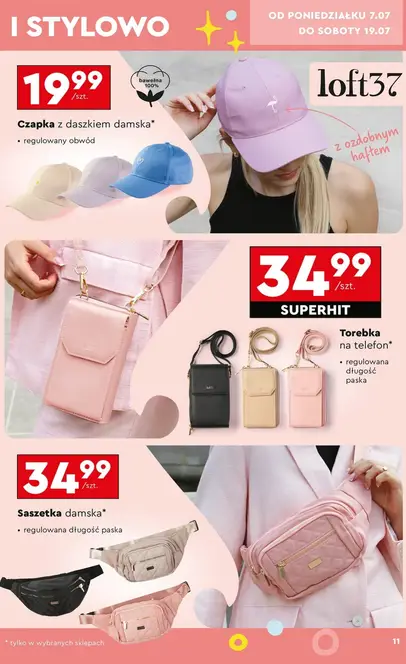 I STYLOWO
OD PONIEDZIAŁKU 7.07
DO SOBOTY 19.07
19 99
/szt.
bawełna
100%
loft37
Czapka z daszkiem damska*
• regulowany obwód
z ozdobnym
haftem
34 99
/szt.
SUPERHIT
Torebka
na telefon*
• regulowana
długość
paska
34 99
/szt.
Saszetka damska*
• regulowana długość paska
* tylko w wybranych sklepach
11